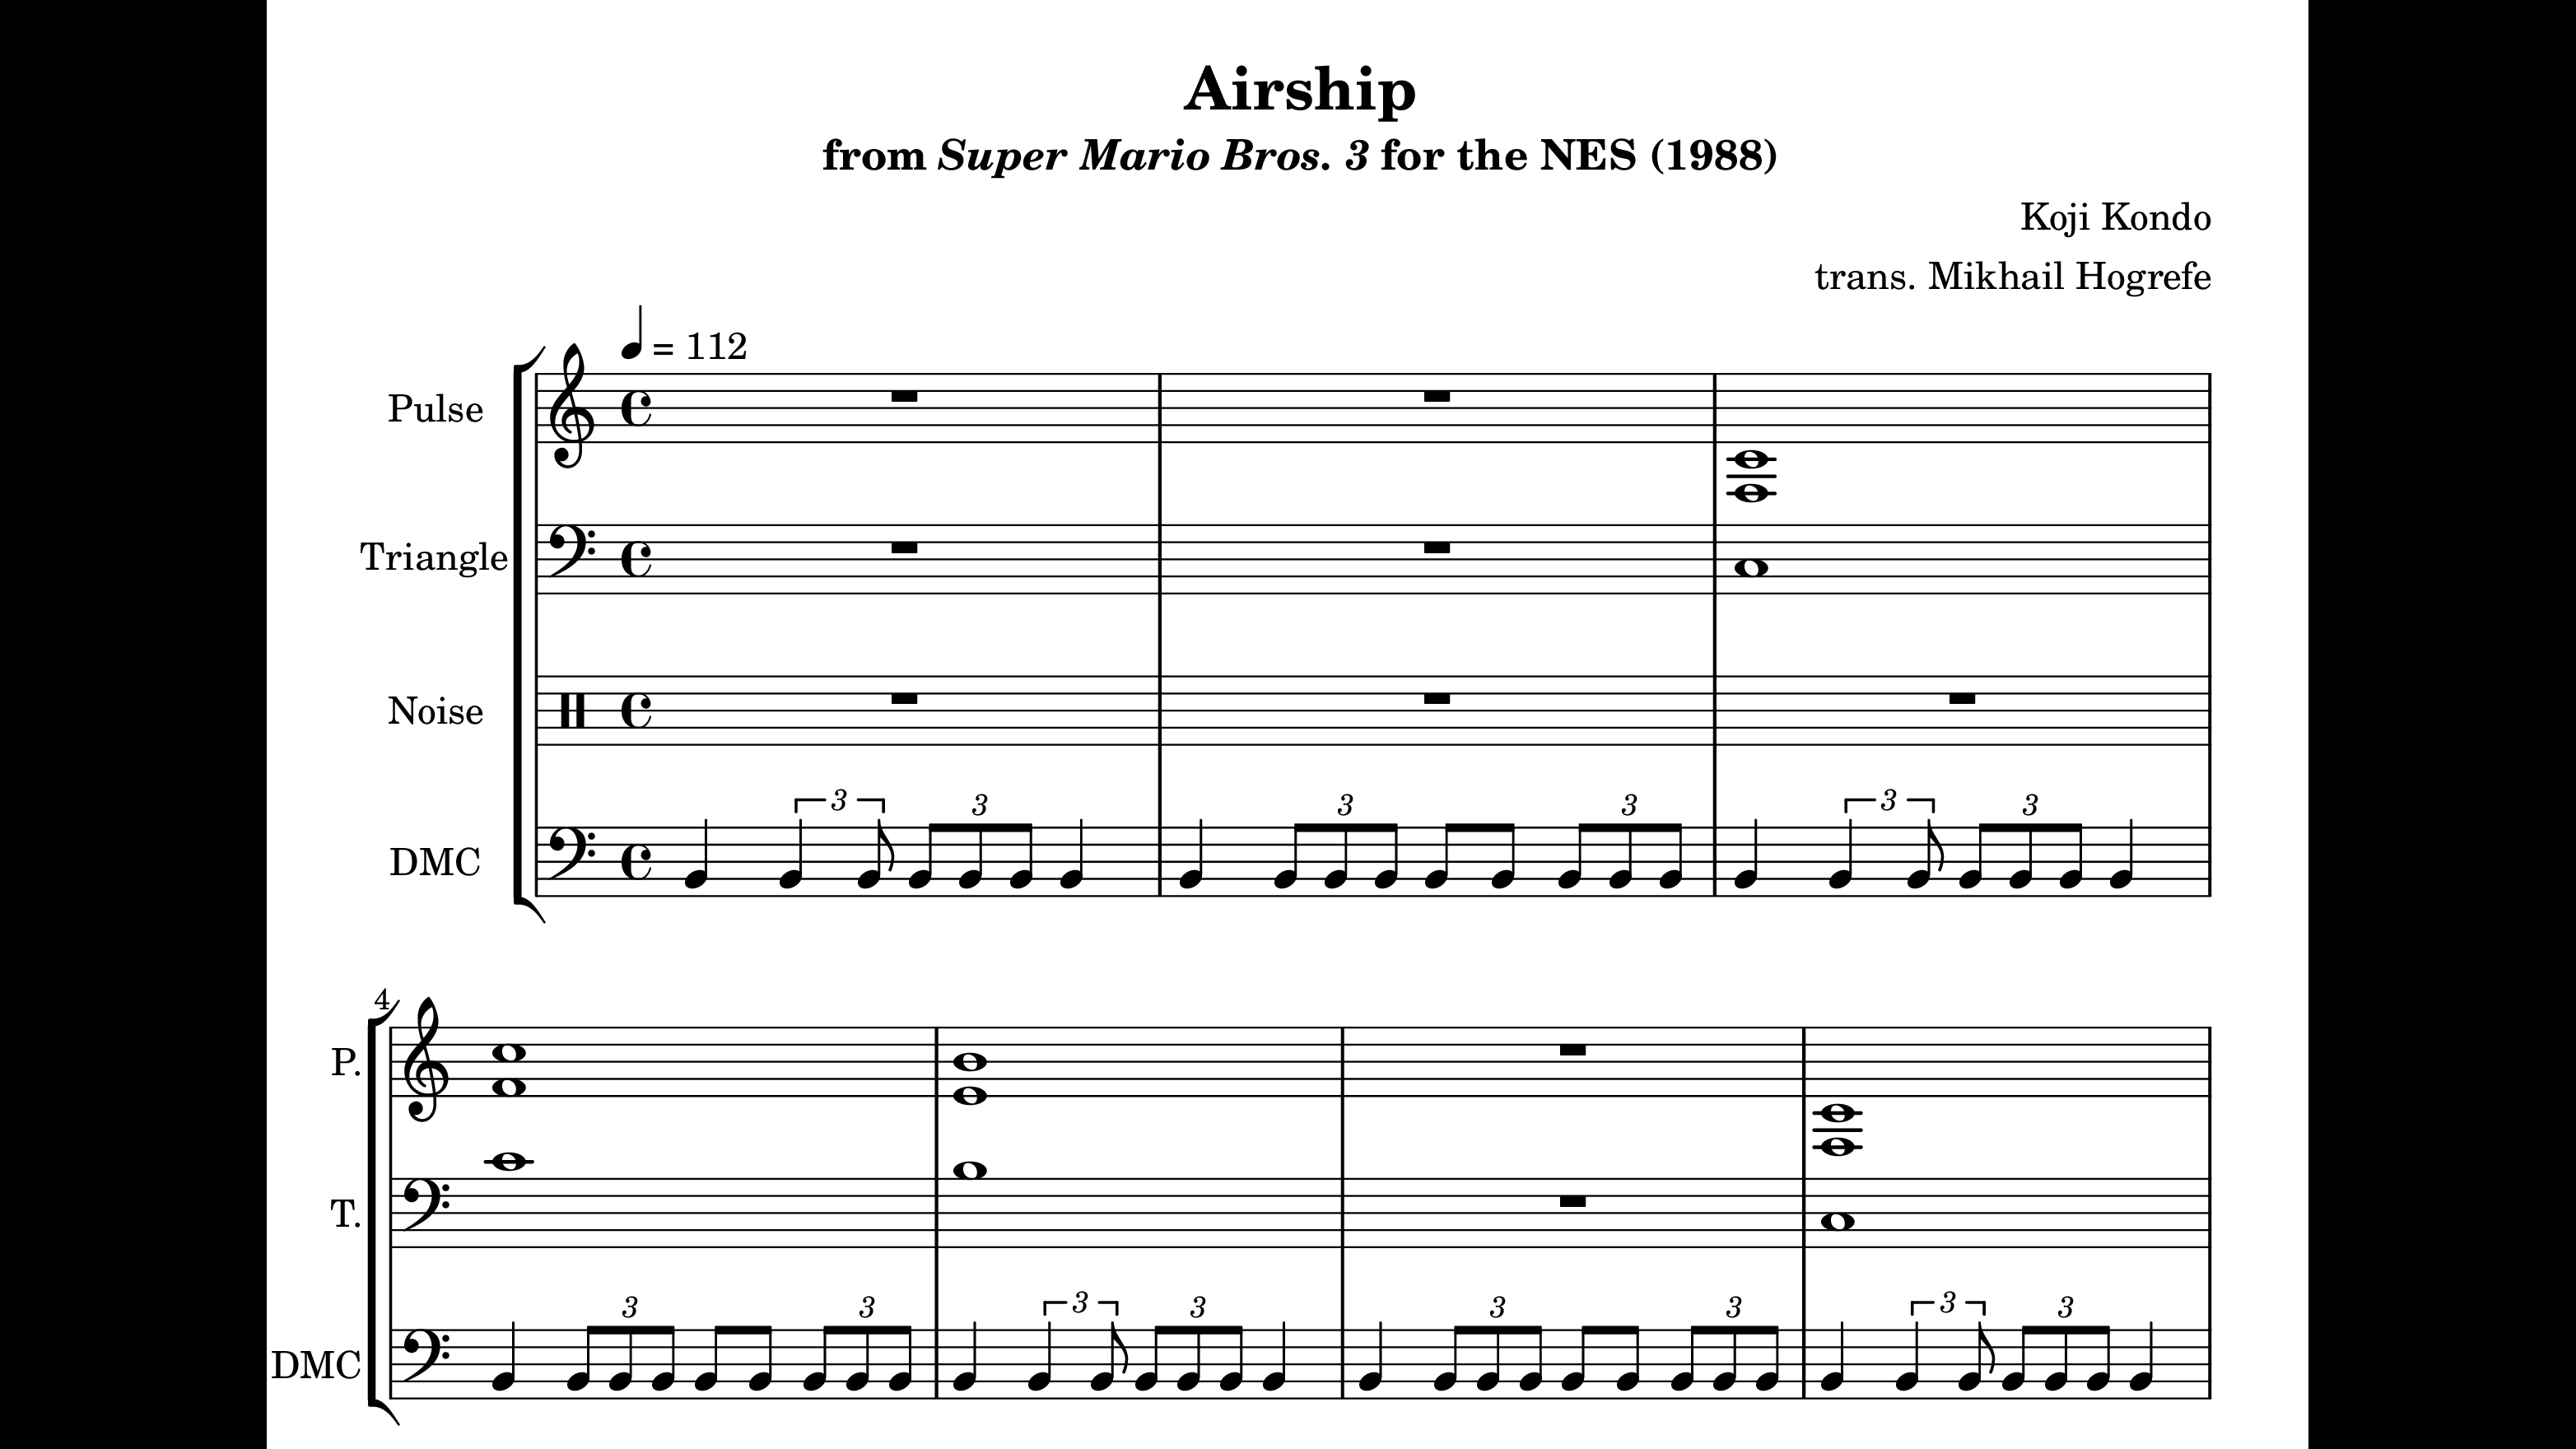 Airship
from Super Mario Bros. 3 for the NES (1988)
Koji Kondo
trans. Mikhail Hogrefe
= 112
Pulse
Triangle
Noise
3 3 3 3 3 3
DMC
4
P.
T.
3 3 3 3 3 3 3 3
DMC